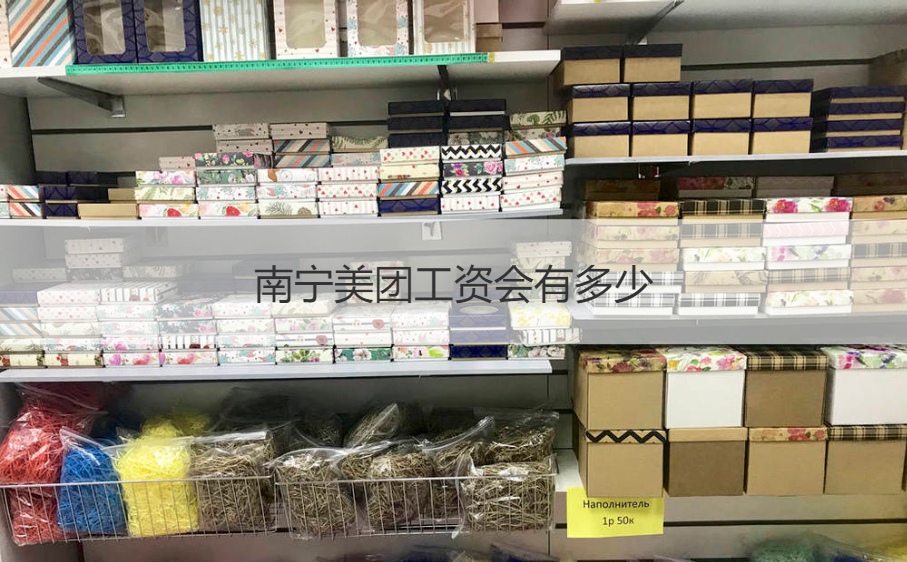 南宁美团工资会有多少
Наполнитель
1р 50к